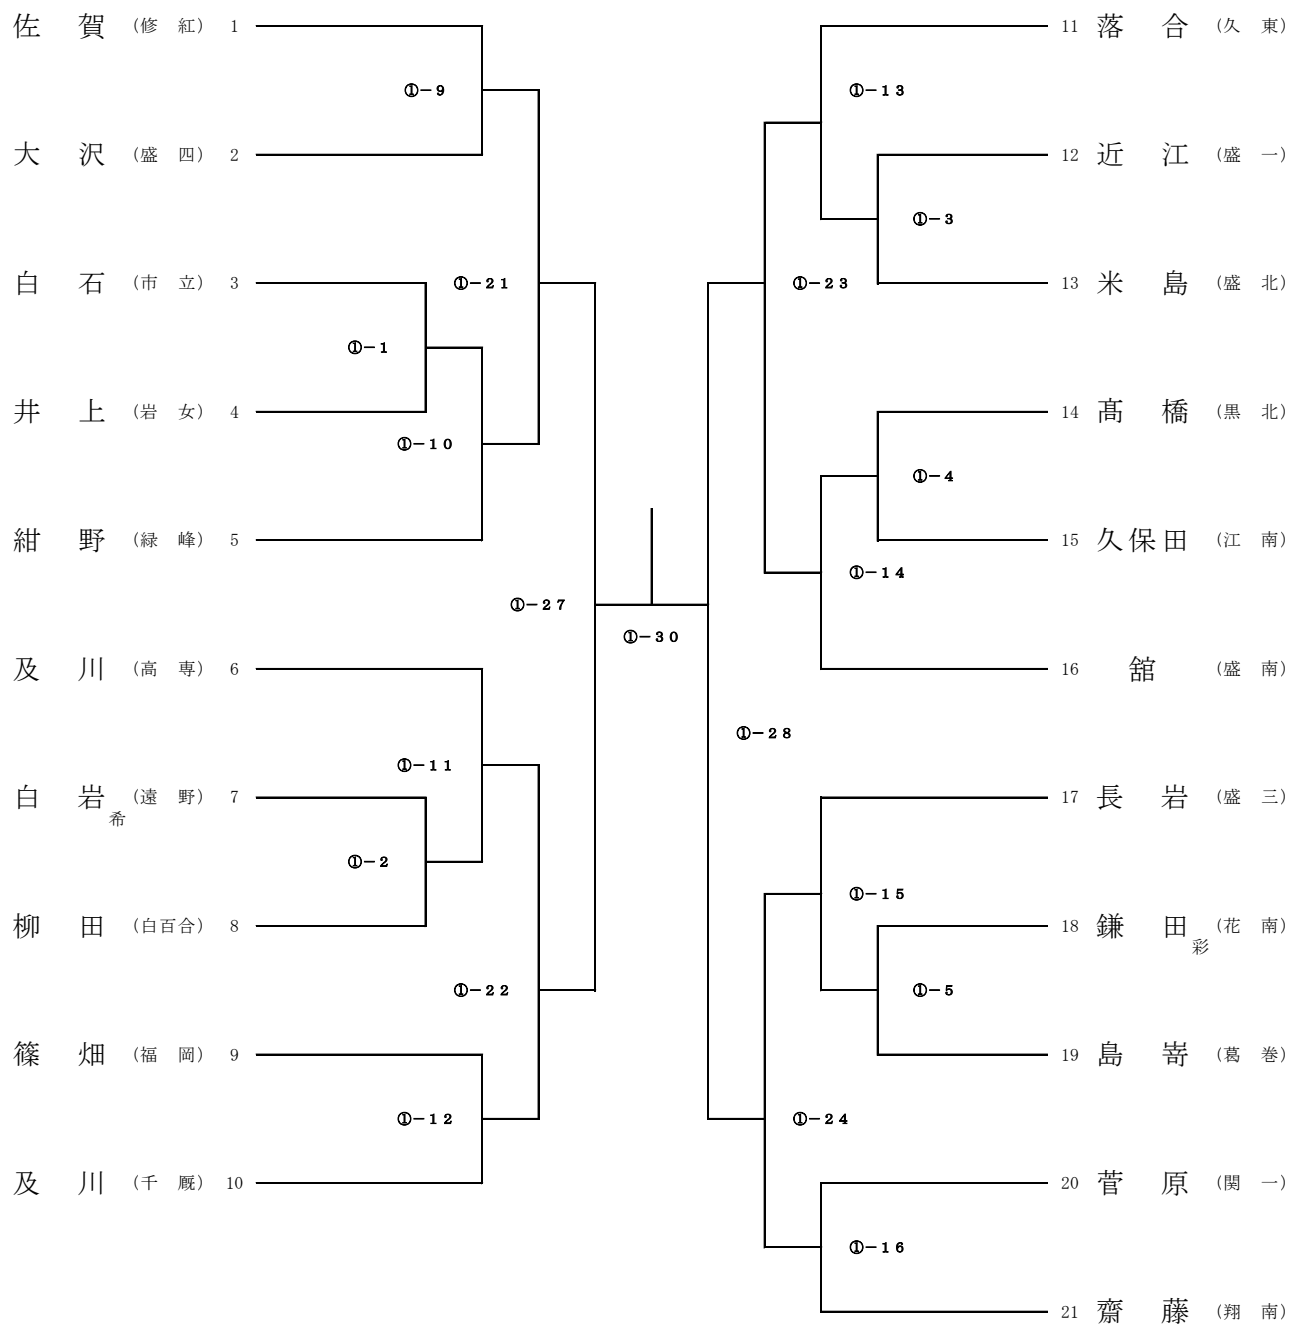 佐賀 (修紅) 1
①-9
大沢 (盛四) 2
白石 (市立) 3
①-21
①-1
井上 (岩女) 4
①-10
紺野 (緑峰) 5
①-27
及川 (高専) 6
①-11
白岩希 (遠野) 7
①-2
柳田 (白百合) 8
①-22
篠畑 (福岡) 9
①-12
及川 (千厩) 10
①-30
11 落合 (久東)
①-13
12 近江 (盛一)
①-3
①-23
13 米島 (盛北)
14 髙橋 (黒北)
①-4
15 久保田 (江南)
①-14
16 舘 (盛南)
①-28
17 長岩 (盛三)
①-15
18 鎌田彩 (花南)
①-5
19 島嵜 (葛巻)
①-24
20 菅原 (関一)
①-16
21 齋藤 (翔南)